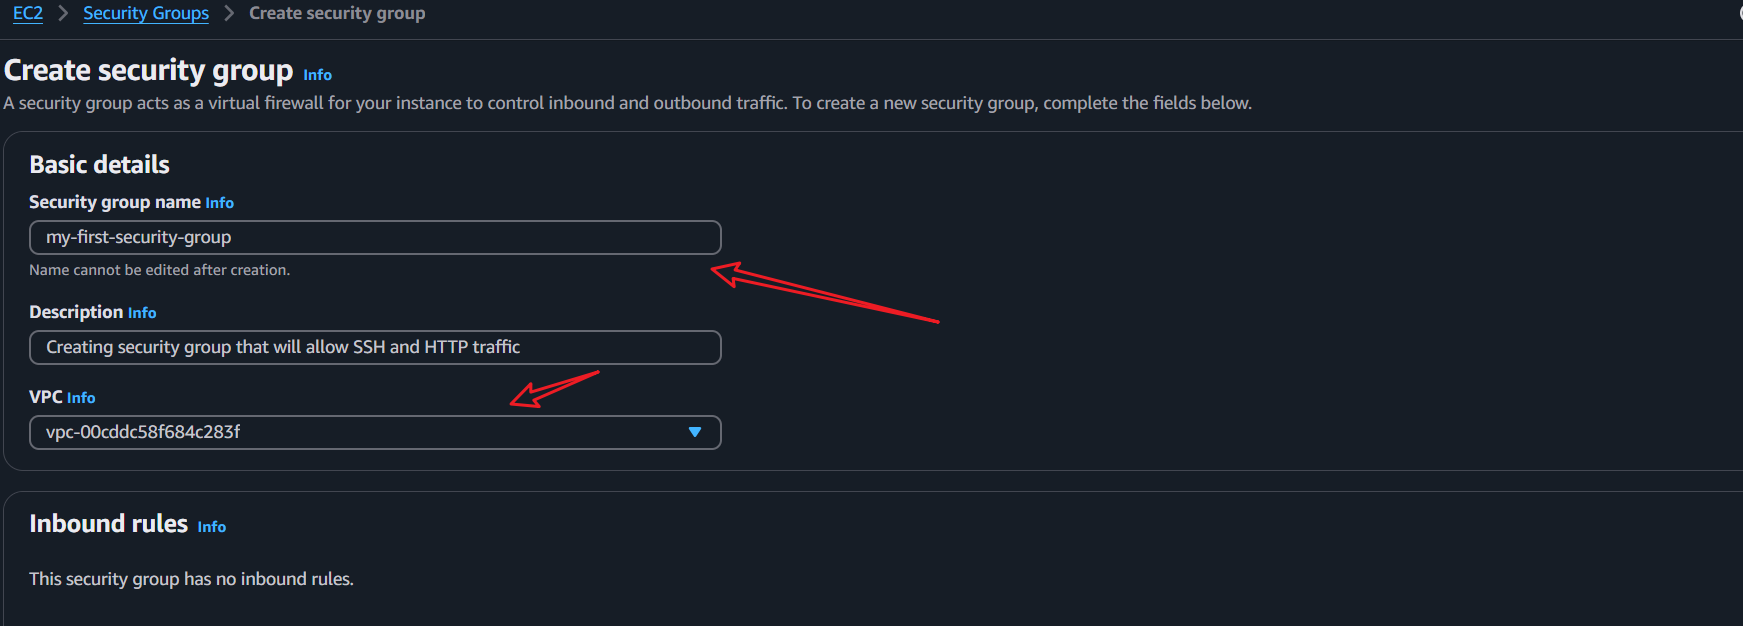 EC2 > Security Groups > Create security group
Create security group Info
A security group acts as a virtual firewall for your instance to control inbound and outbound traffic. To create a new security group, complete the fields below.
Basic details
Security group name Info
my-first-security-group
Name cannot be edited after creation.
Description Info
Creating security group that will allow SSH and HTTP traffic
VPC Info
vpc-00cddc58f684c283f
Inbound rules Info
This security group has no inbound rules.